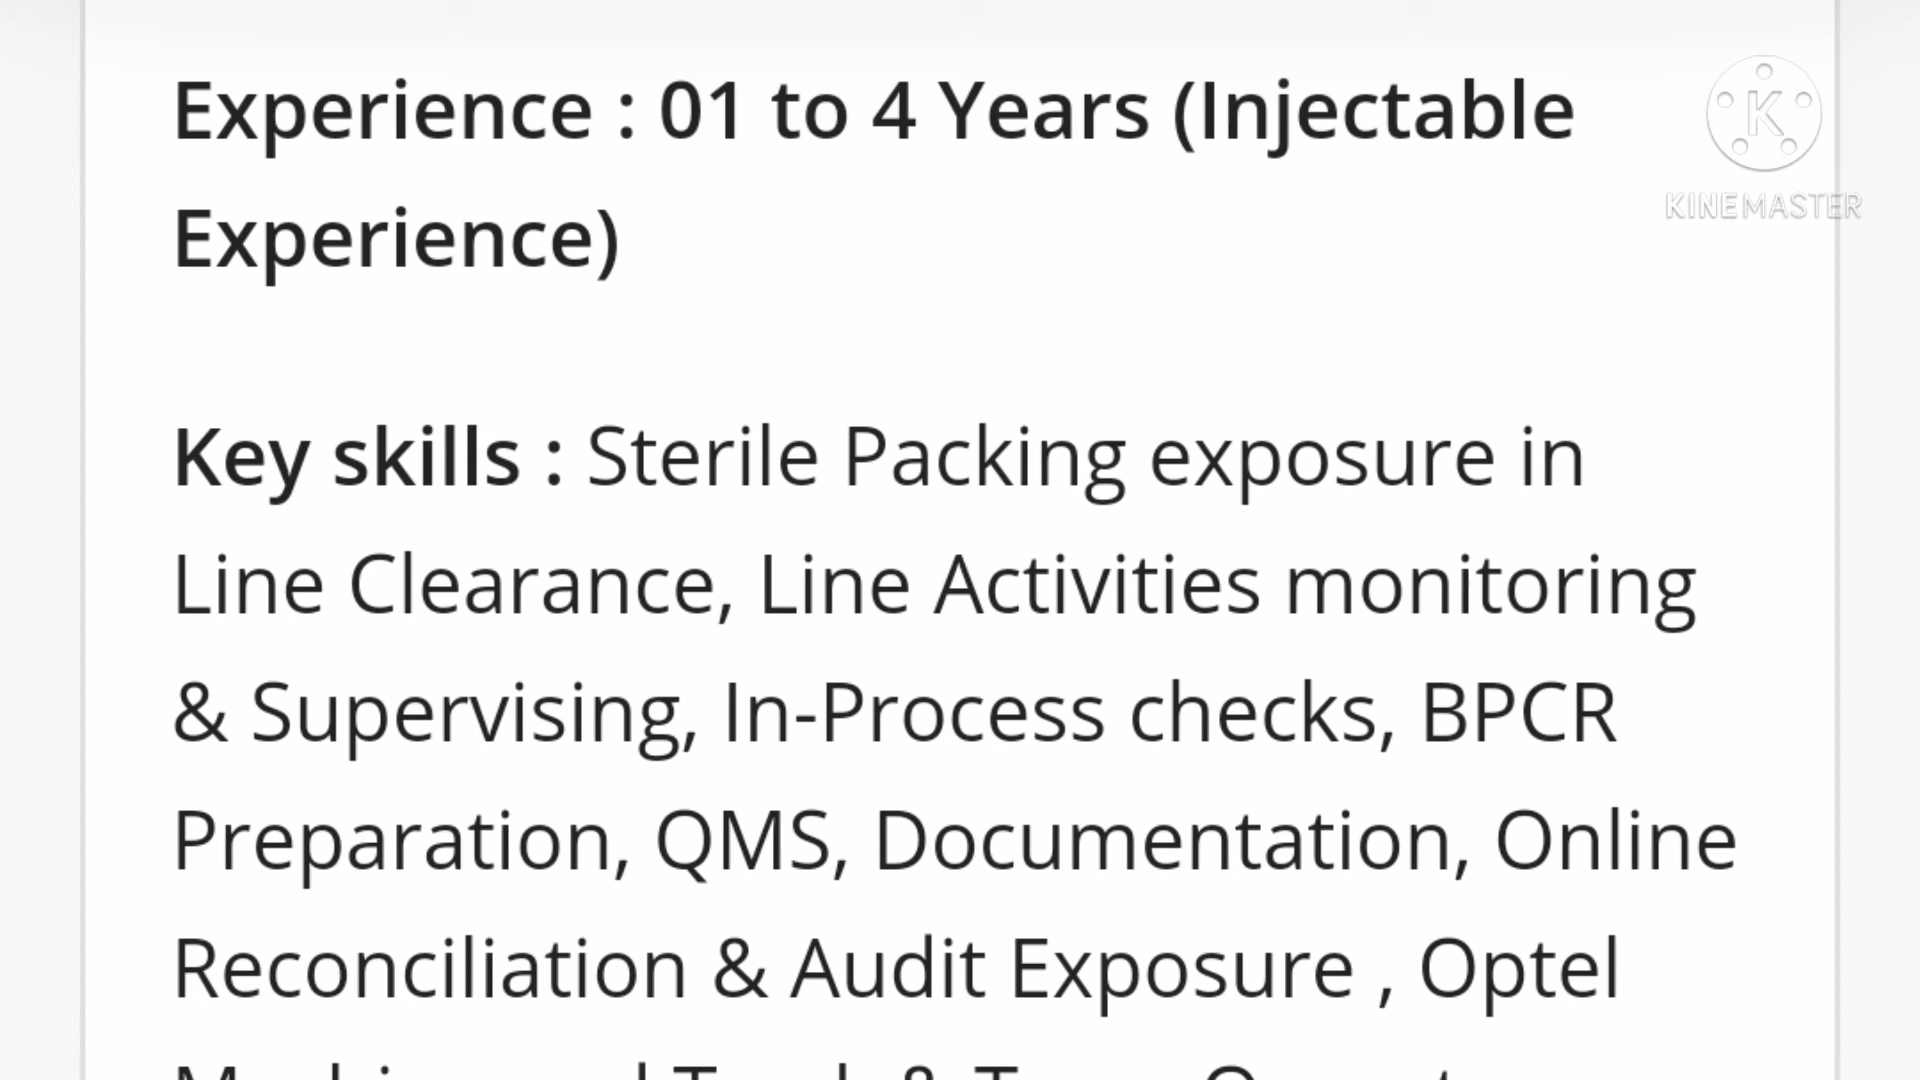 Experience : 01 to 4 Years (Injectable
Experience)
K
KINEMASTER
Key skills : Sterile Packing exposure in
Line Clearance, Line Activities monitoring
& Supervising, In-Process checks, BPCR
Preparation, QMS, Documentation, Online
Reconciliation & Audit Exposure , Optel